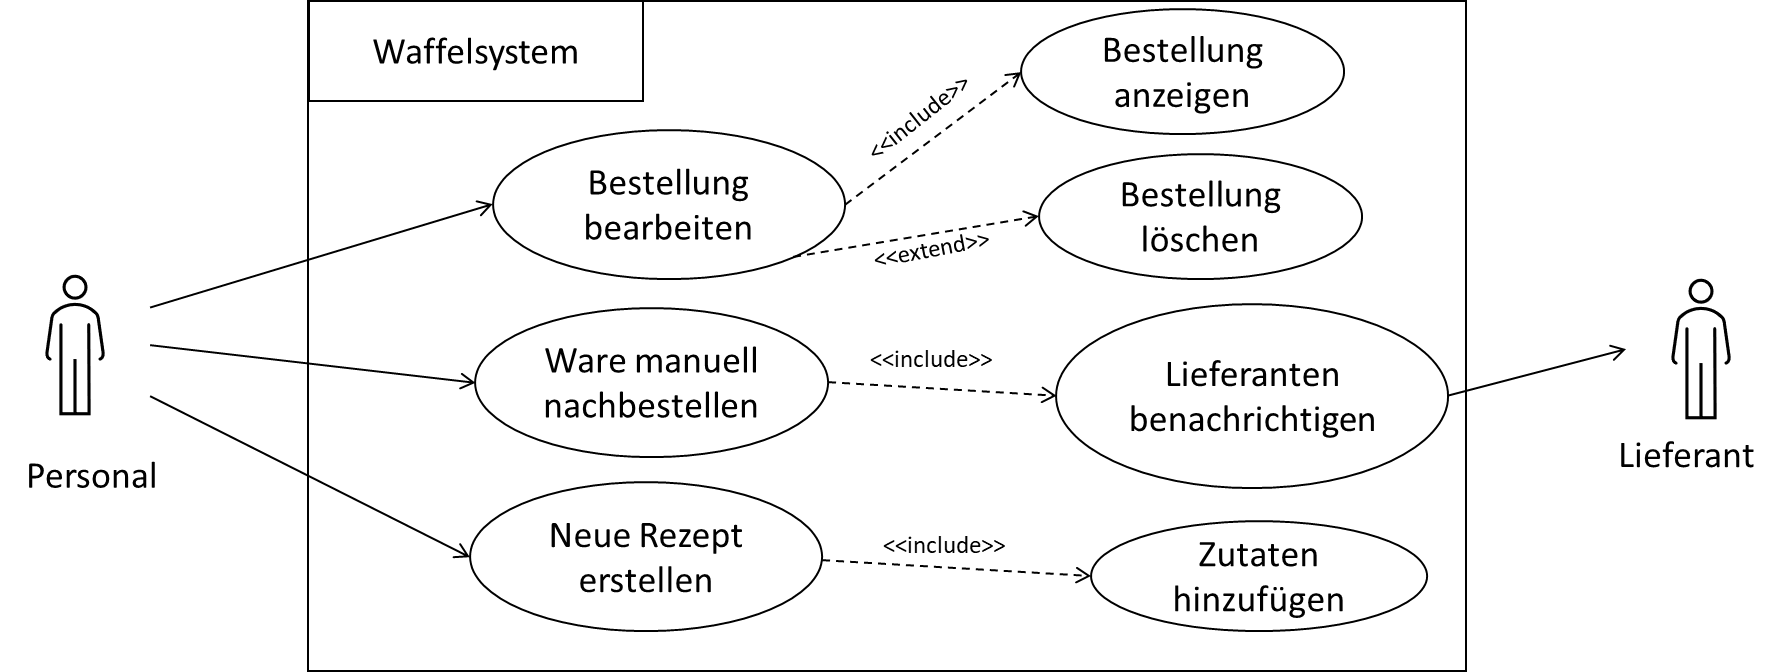 Waffelsystem
Bestellung
anzeigen
<<include>>
Bestellung
bearbeiten
Bestellung
löschen
<<extend>>
Ware manuell
nachbestellen
<<include>>
Lieferanten
benachrichtigen
Personal
Lieferant
Neue Rezept
erstellen
<<include>>
Zutaten
hinzufügen